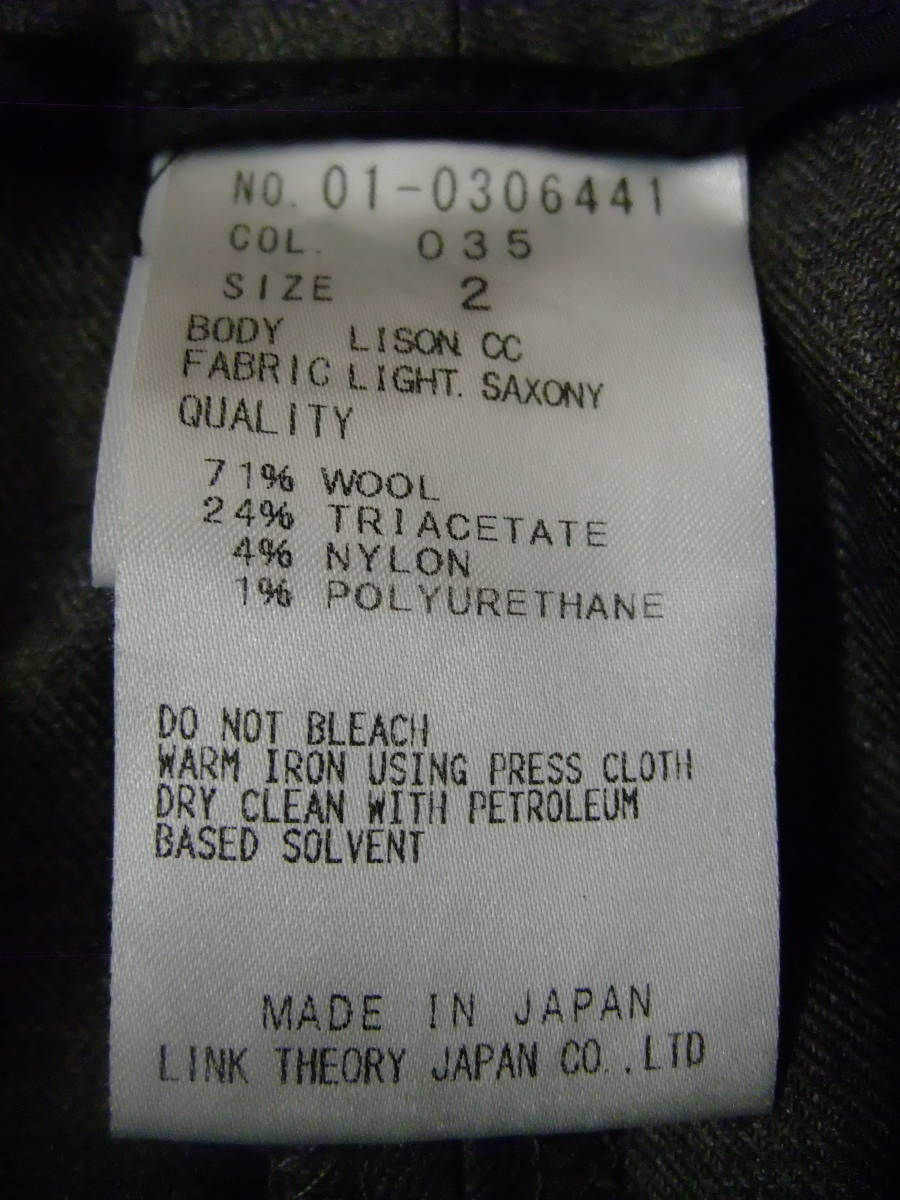 NO. 01-0306441
COL. 035
SIZE 2
BODY LISON CC
FABRIC LIGHT. SAXONY
QUALITY
71% WOOL
24% TRIACETATE
4% NYLON
1% POLYURETHANE
DO NOT BLEACH
WARM IRON USING PRESS CLOTH
DRY CLEAN WITH PETROLEUM
BASED SOLVENT
MADE IN JAPAN
LINK THEORY JAPAN CO.,LTD